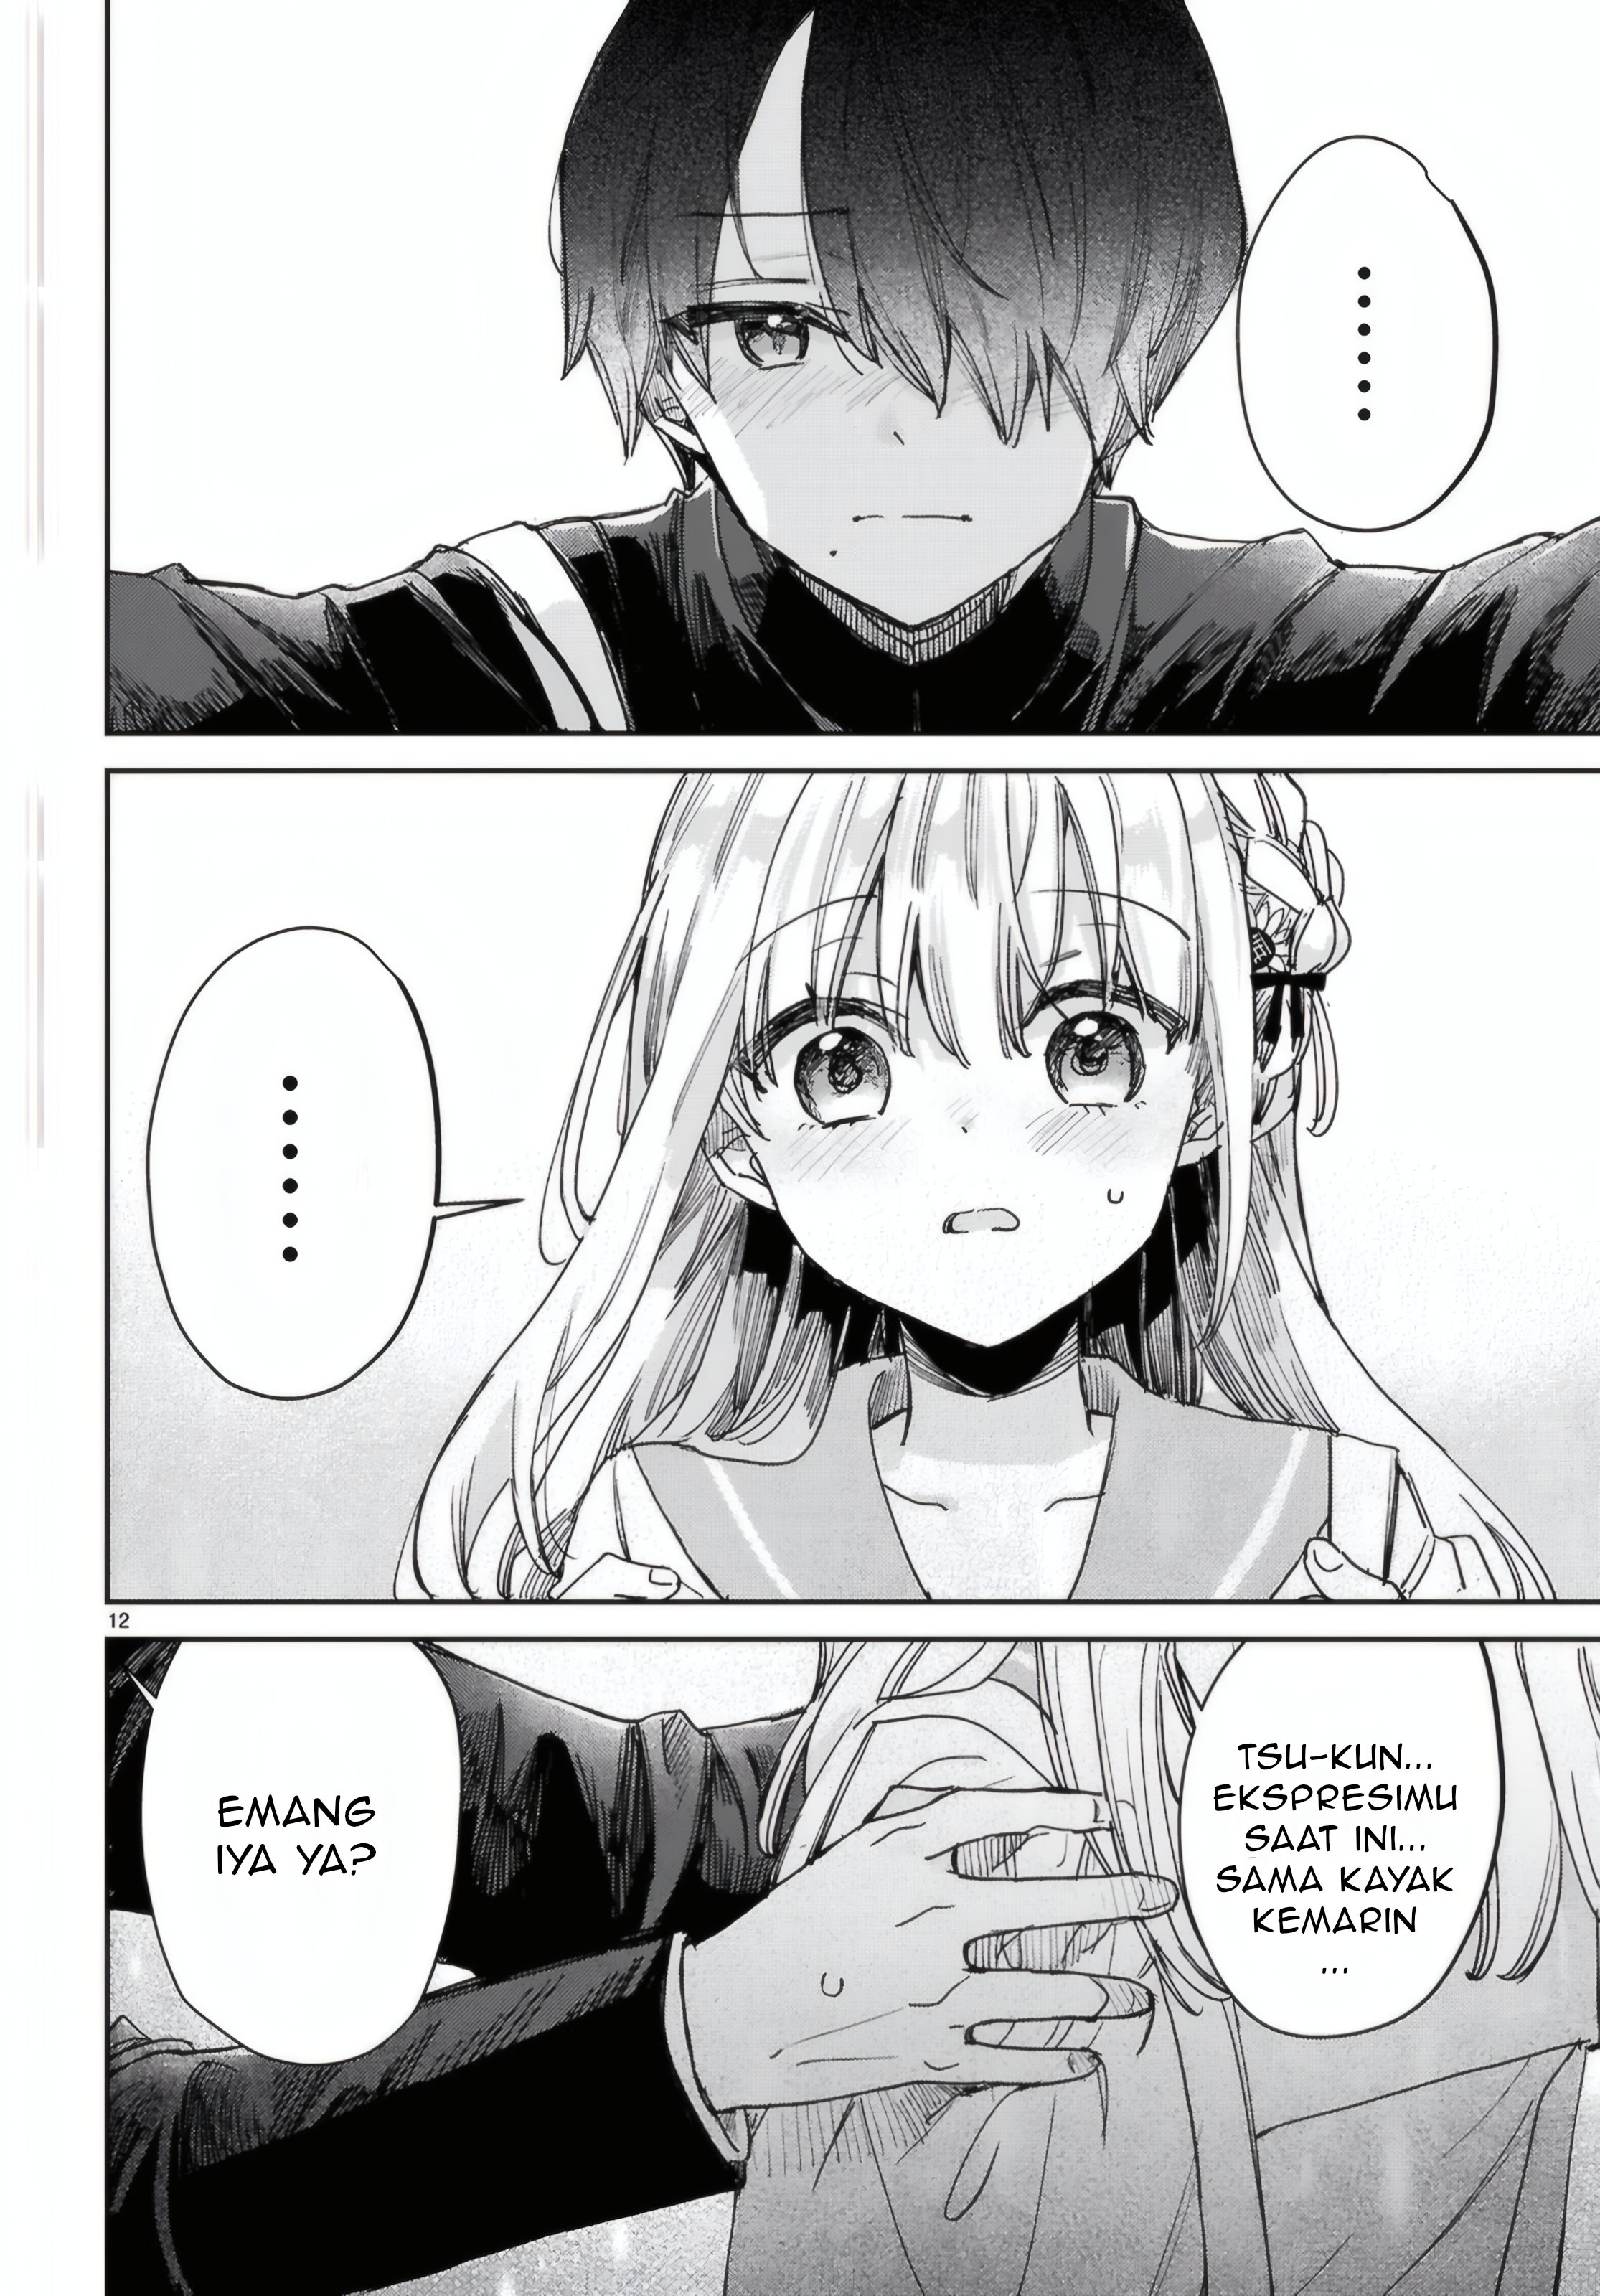 ......
......
12
TSU-KUN...
EKSPRESIMU
SAAT INI...
SAMA KAYAK
KEMARIN
...
EMANG
IYA YA?